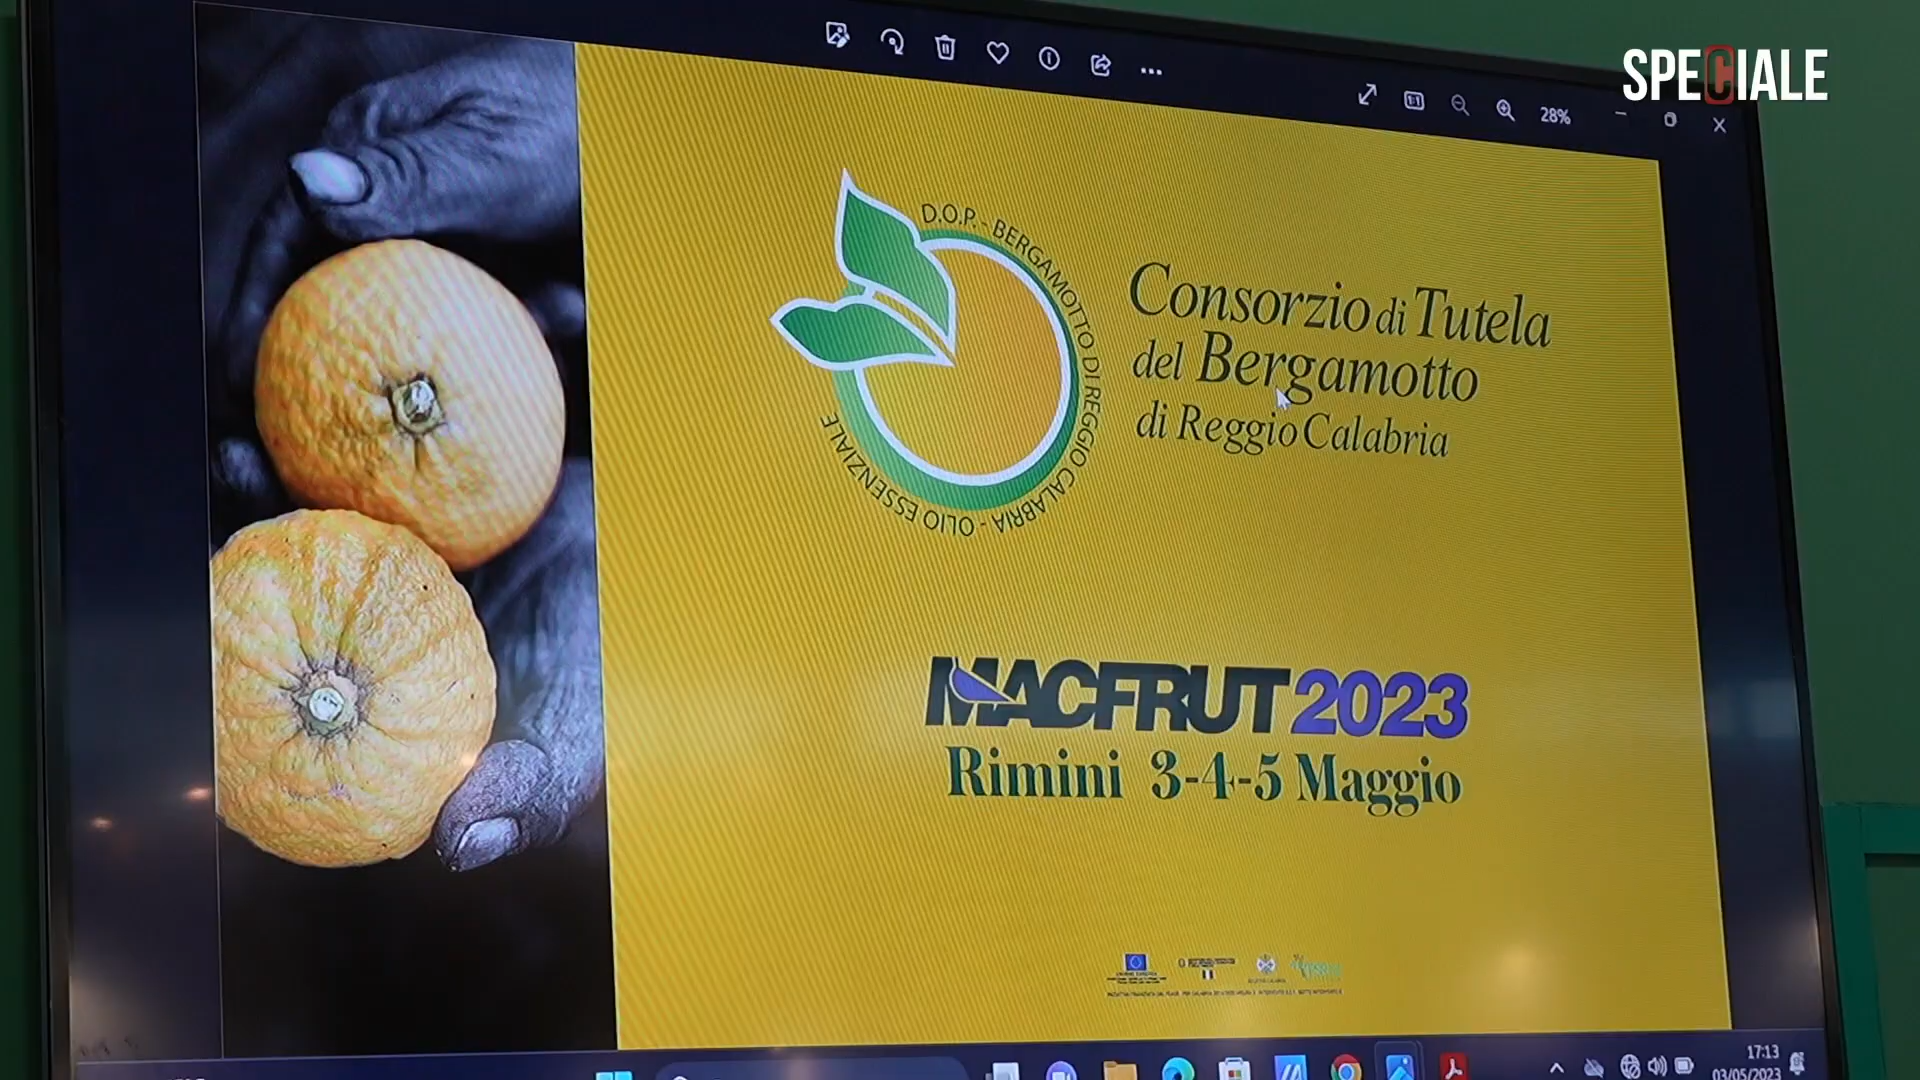 SPECIALE
28%
D.O.P. - BERGAMOTTO DI REGGIO CALABRIA - OLIO ESSENZIALE
Consorzio di Tutela
del Bergamotto
di Reggio Calabria
MACFRUT 2023
Rimini 3-4-5 Maggio
17:13
03/05/2023